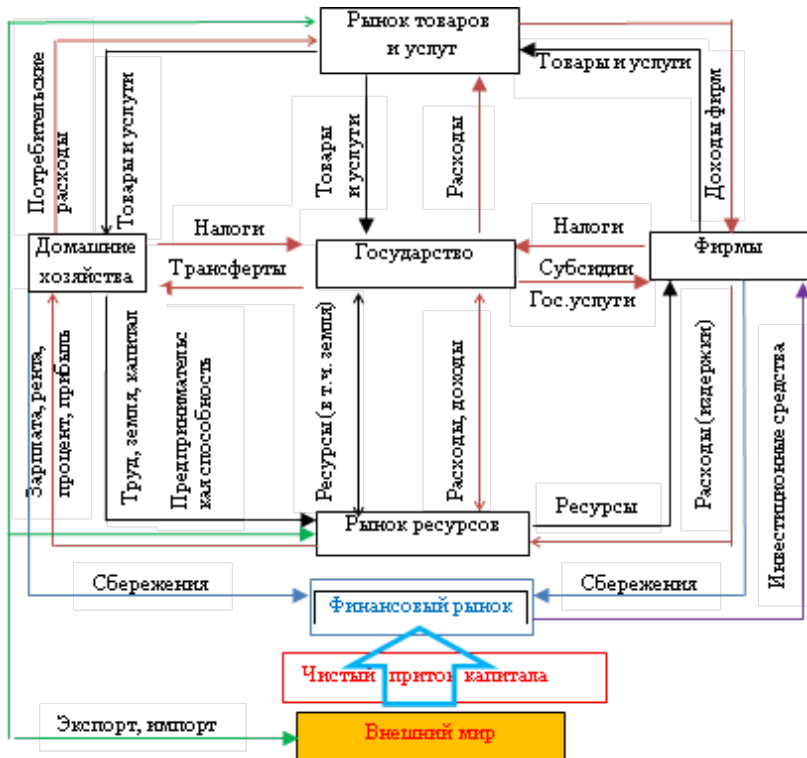 Рынок товаров
и услуг
Товары и услуги
Потребительские
расходы
Товары и услуги
Товары
и услуги
Расходы
Доходы фирм
Домашние
хозяйства
Налоги
Трансферты
Государство
Налоги
Субсидии
Гос. услуги
Фирмы
Зарплата, рента,
процент, прибыль
Труд, земля, капитал
Предпринимательс
кая способность
Ресурсы (в т.ч. земля)
Расходы, доходы
Расходы (издержки)
Инвестиционные средства
Рынок ресурсов
Ресурсы
Сбережения
Финансовый рынок
Сбережения
Чистый приток капитала
Экспорт, импорт
Внешний мир